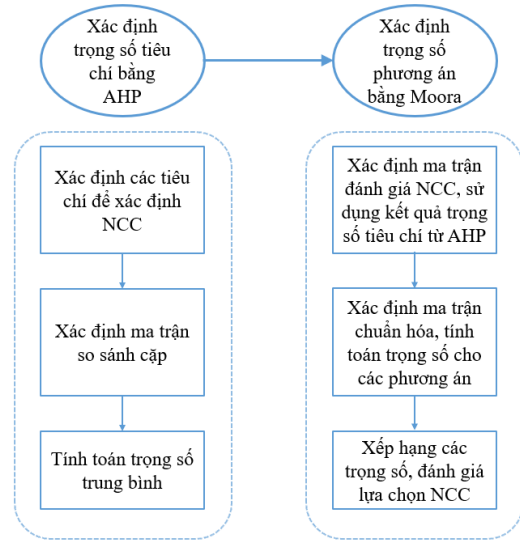 Xác định
trọng số tiêu
chí bằng
AHP
Xác định
trọng số
phương án
bằng Moora
Xác định các tiêu
chí để xác định
NCC
Xác định ma trận
so sánh cặp
Tính toán trọng số
trung bình
Xác định ma trận
đánh giá NCC, sử
dụng kết quả trọng
số tiêu chí từ AHP
Xác định ma trận
chuẩn hóa, tính
toán trọng số cho
các phương án
Xếp hạng các
trọng số, đánh giá
lựa chọn NCC